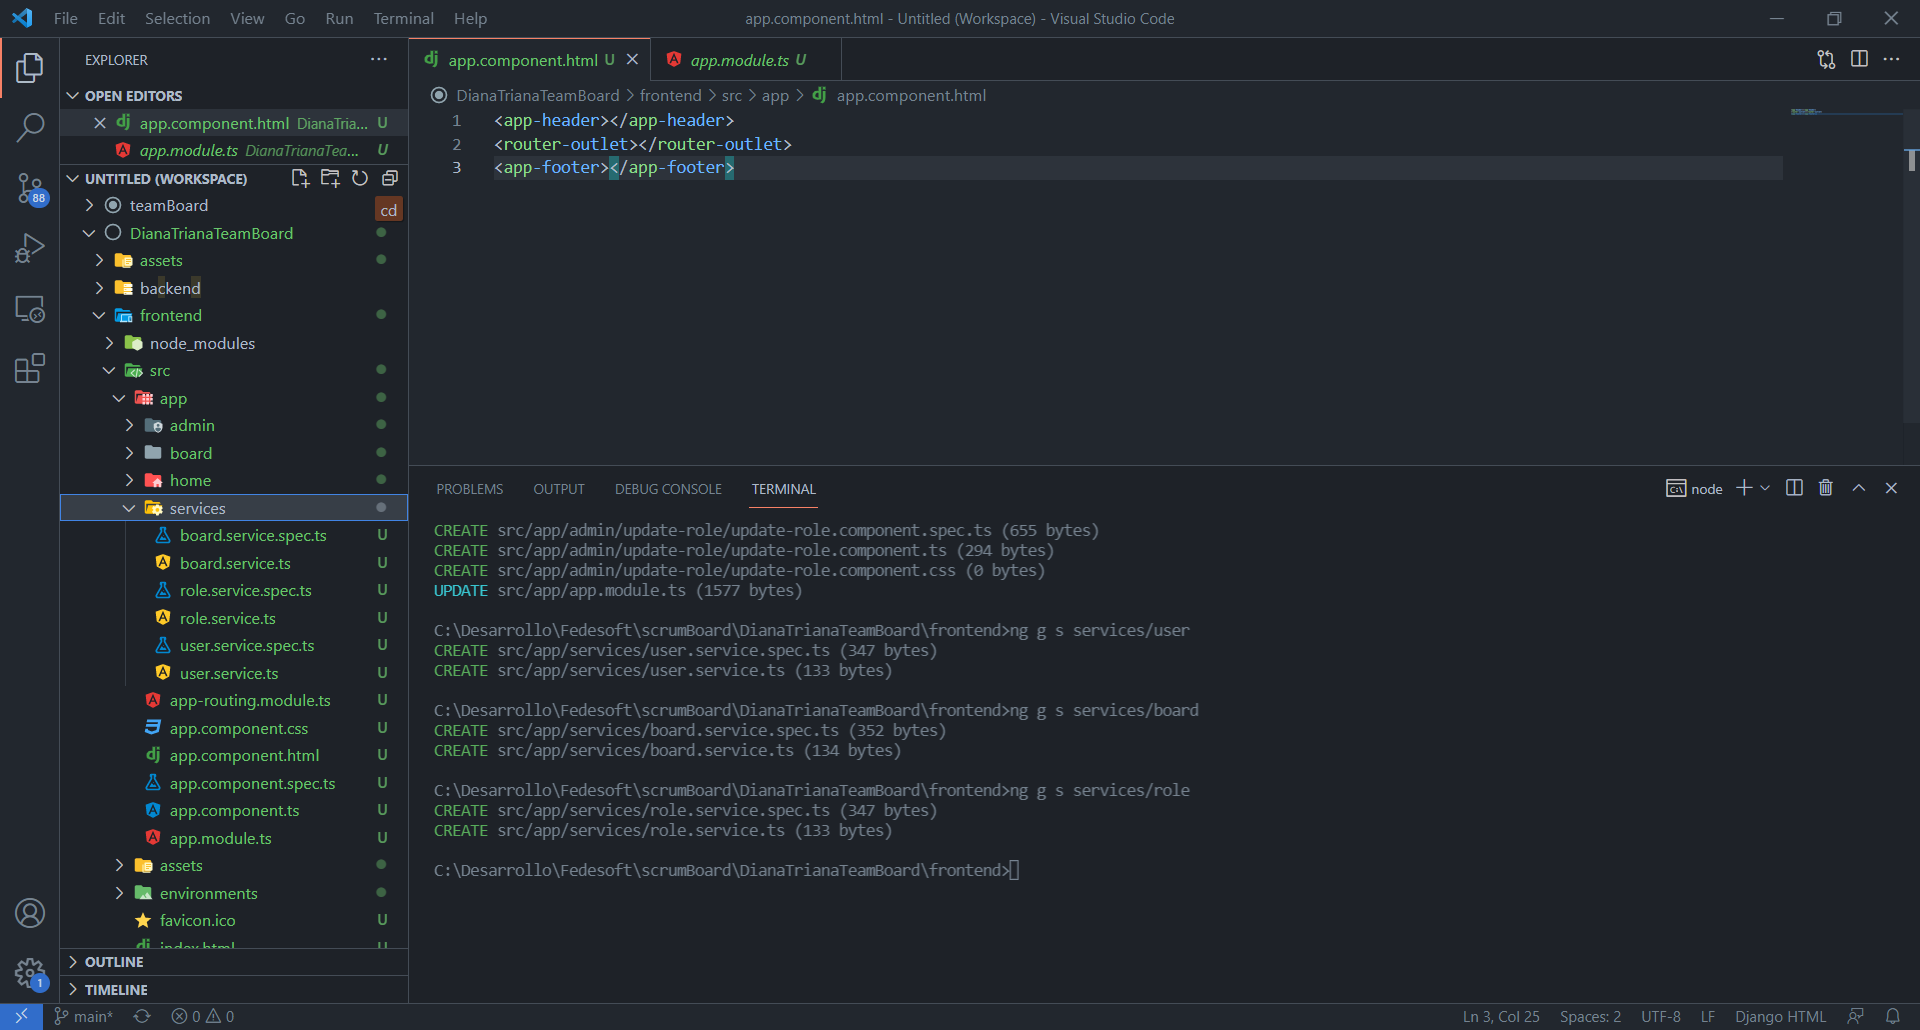 File Edit Selection View Go Run Terminal Help
app.component.html - Untitled (Workspace) - Visual Studio Code
EXPLORER
OPEN EDITORS
app.component.html DianaTria... U
app.module.ts DianaTrianaTea... U
UNTITLED (WORKSPACE)
88
teamBoard
cd
DianaTrianaTeamBoard
assets
backend
frontend
node_modules
src
app
admin
board
home
services
board.service.spec.ts U
board.service.ts U
role.service.spec.ts U
role.service.ts U
user.service.spec.ts U
user.service.ts U
app-routing.module.ts U
app.component.css U
app.component.html U
app.component.spec.ts U
app.component.ts U
app.module.ts U
assets
environments
favicon.ico U
index.html U
OUTLINE
1
TIMELINE
app.component.html U
app.module.ts U
DianaTrianaTeamBoard > frontend > src > app > app.component.html
1 <app-header></app-header>
2 <router-outlet></router-outlet>
3 <app-footer></app-footer>
PROBLEMS OUTPUT DEBUG CONSOLE TERMINAL
node
CREATE src/app/admin/update-role/update-role.component.spec.ts (655 bytes)
CREATE src/app/admin/update-role/update-role.component.ts (294 bytes)
CREATE src/app/admin/update-role/update-role.component.css (0 bytes)
UPDATE src/app/app.module.ts (1577 bytes)
C:\Desarrollo\Fedesoft\scrumBoard\DianaTrianaTeamBoard\frontend>ng g s services/user
CREATE src/app/services/user.service.spec.ts (347 bytes)
CREATE src/app/services/user.service.ts (133 bytes)
C:\Desarrollo\Fedesoft\scrumBoard\DianaTrianaTeamBoard\frontend>ng g s services/board
CREATE src/app/services/board.service.spec.ts (352 bytes)
CREATE src/app/services/board.service.ts (134 bytes)
C:\Desarrollo\Fedesoft\scrumBoard\DianaTrianaTeamBoard\frontend>ng g s services/role
CREATE src/app/services/role.service.spec.ts (347 bytes)
CREATE src/app/services/role.service.ts (133 bytes)
C:\Desarrollo\Fedesoft\scrumBoard\DianaTrianaTeamBoard\frontend>
main* 0 0
Ln 3, Col 25 Spaces: 2 UTF-8 LF Django HTML